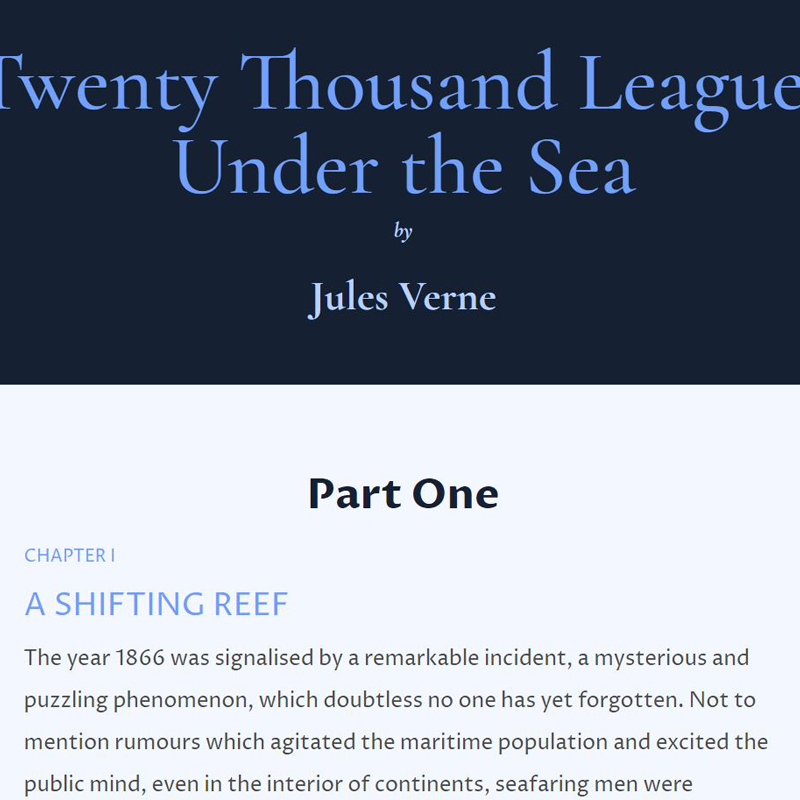 Twenty Thousand League
Under the Sea
by
Jules Verne
Part One
CHAPTER I
A SHIFTING REEF
The year 1866 was signalised by a remarkable incident, a mysterious and
puzzling phenomenon, which doubtless no one has yet forgotten. Not to
mention rumours which agitated the maritime population and excited the
public mind, even in the interior of continents, seafaring men were